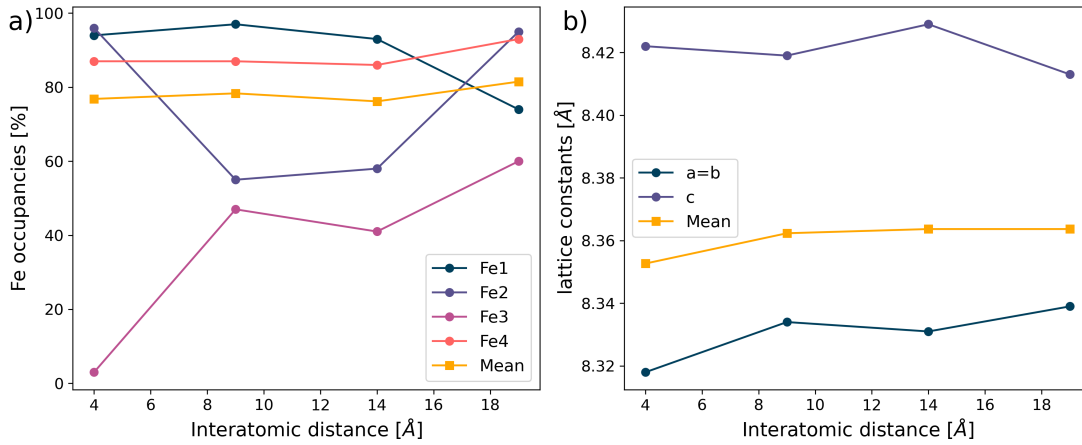 a)
Fe occupancies [%]
100
80
60
40
20
0
Fe1
Fe2
Fe3
Fe4
Mean
4 6 8 10 12 14 16 18
Interatomic distance [Å]
b)
lattice constants [Å]
8.42
8.40
8.38
8.36
8.34
8.32
a=b
c
Mean
4 6 8 10 12 14 16 18
Interatomic distance [Å]